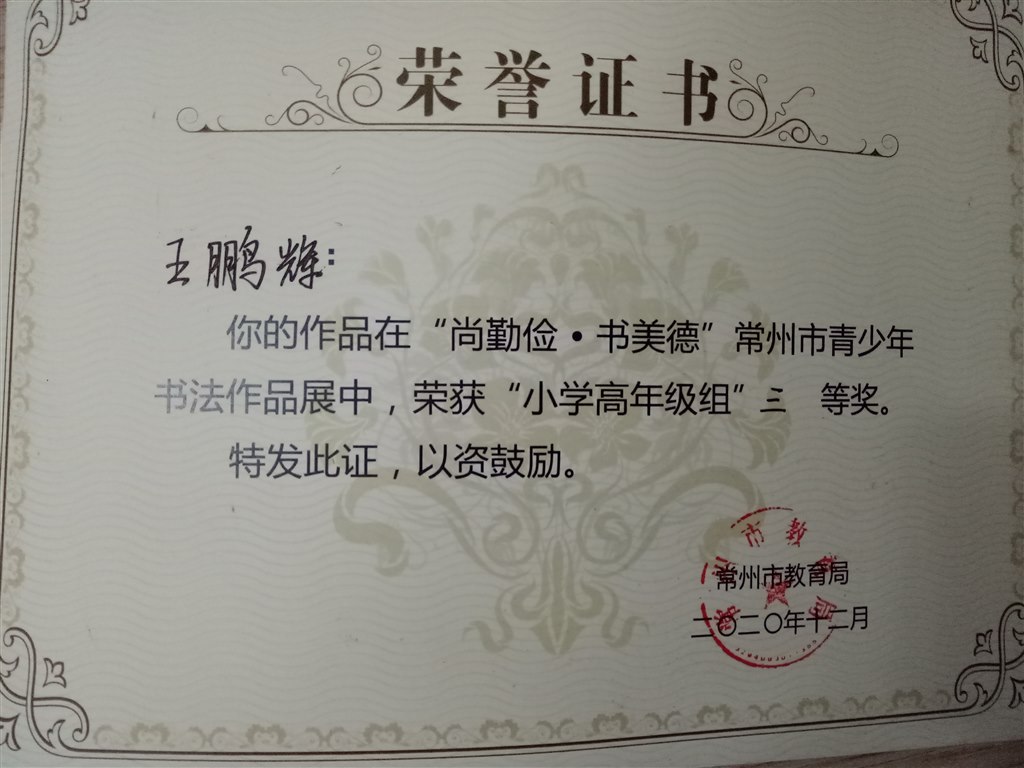 荣誉证书
王鹏辉：
你的作品在“尚勤俭·书美德”常州市青少年
书法作品展中，荣获“小学高年级组”三 等奖。
特发此证，以资鼓励。
常州市教育局
二〇二〇年十二月